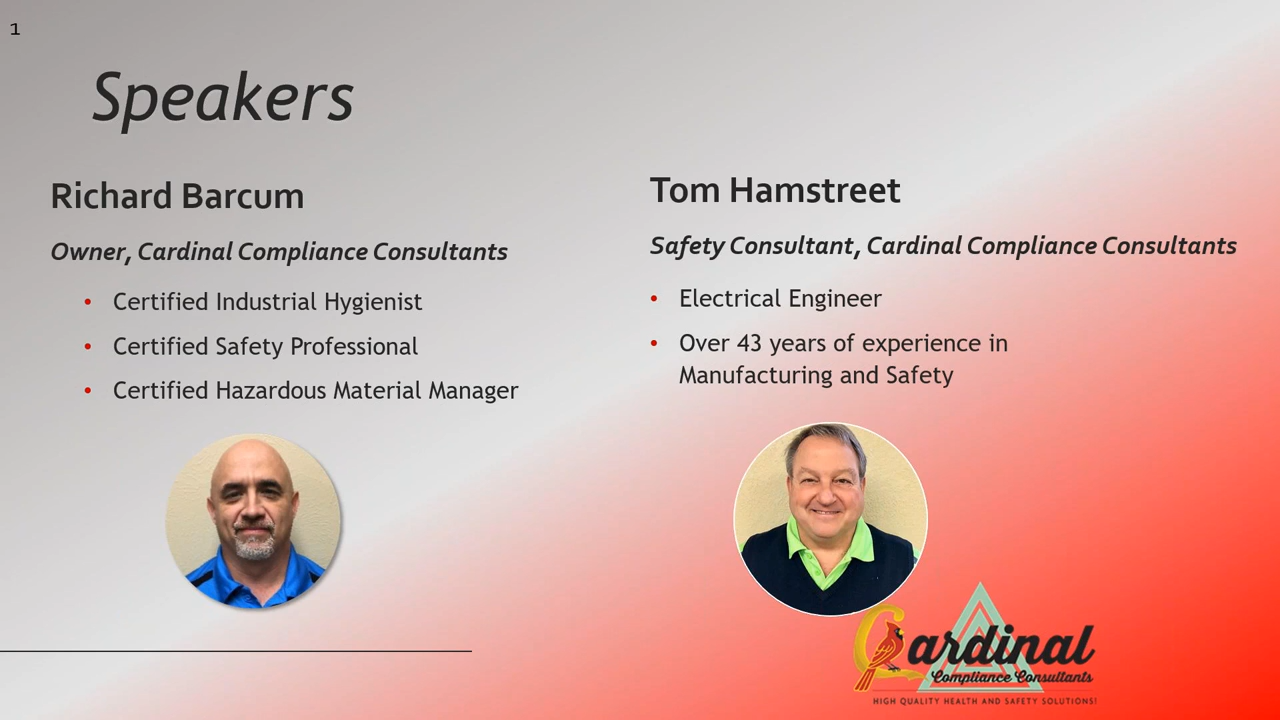 1
Speakers
Richard Barcum
Owner, Cardinal Compliance Consultants
• Certified Industrial Hygienist
• Certified Safety Professional
• Certified Hazardous Material Manager
Tom Hamstreet
Safety Consultant, Cardinal Compliance Consultants
• Electrical Engineer
• Over 43 years of experience in
Manufacturing and Safety
Cardinal
Compliance Consultants
HIGH QUALITY HEALTH AND SAFETY SOLUTIONS!